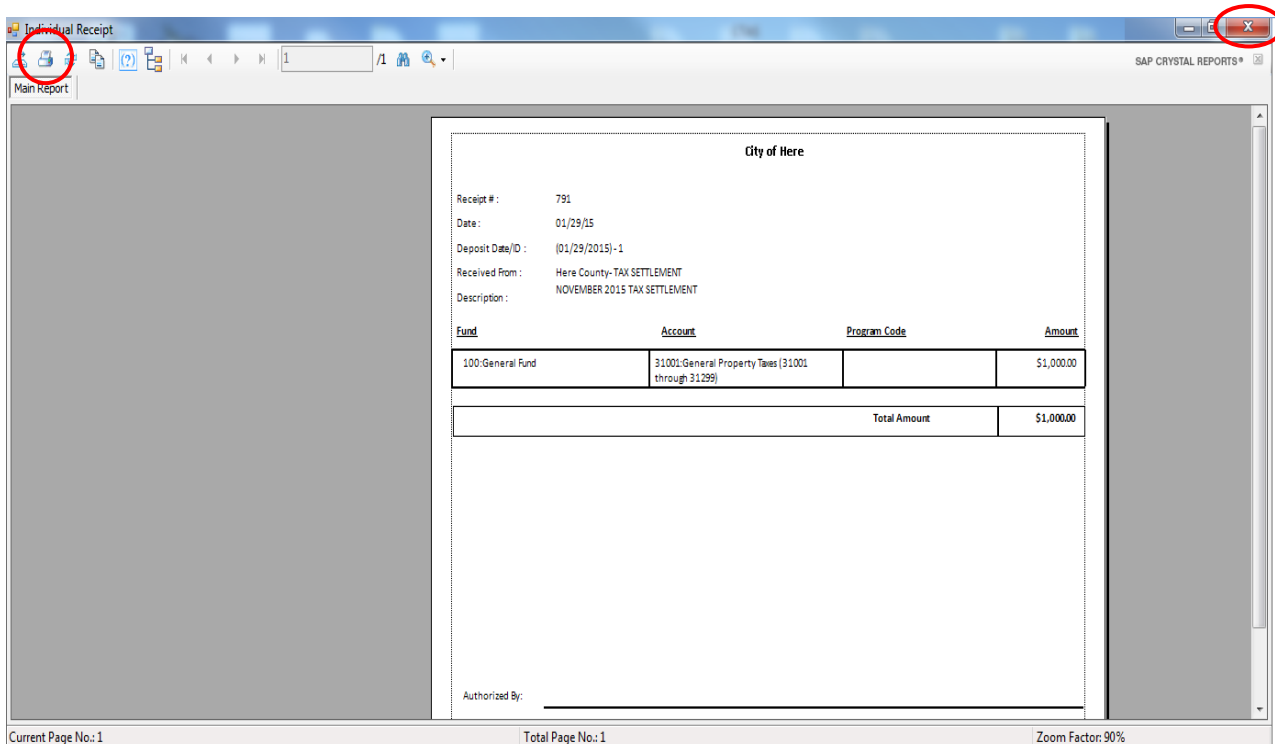 Individual Receipt
1 /1 SAP CRYSTAL REPORTS®
Main Report
City of Here
Receipt # : 791
Date : 01/29/15
Deposit Date/ID : (01/29/2015)-1
Received From : Here County-TAX SETTLEMENT
Description : NOVEMBER 2015 TAX SETTLEMENT
Fund Account Program Code Amount
100:General Fund 31001:General Property Taxes (31001 $1,000.00
through 31299)
Total Amount $1,000.00
Authorized By:
Current Page No.: 1 Total Page No.: 1 Zoom Factor: 90%